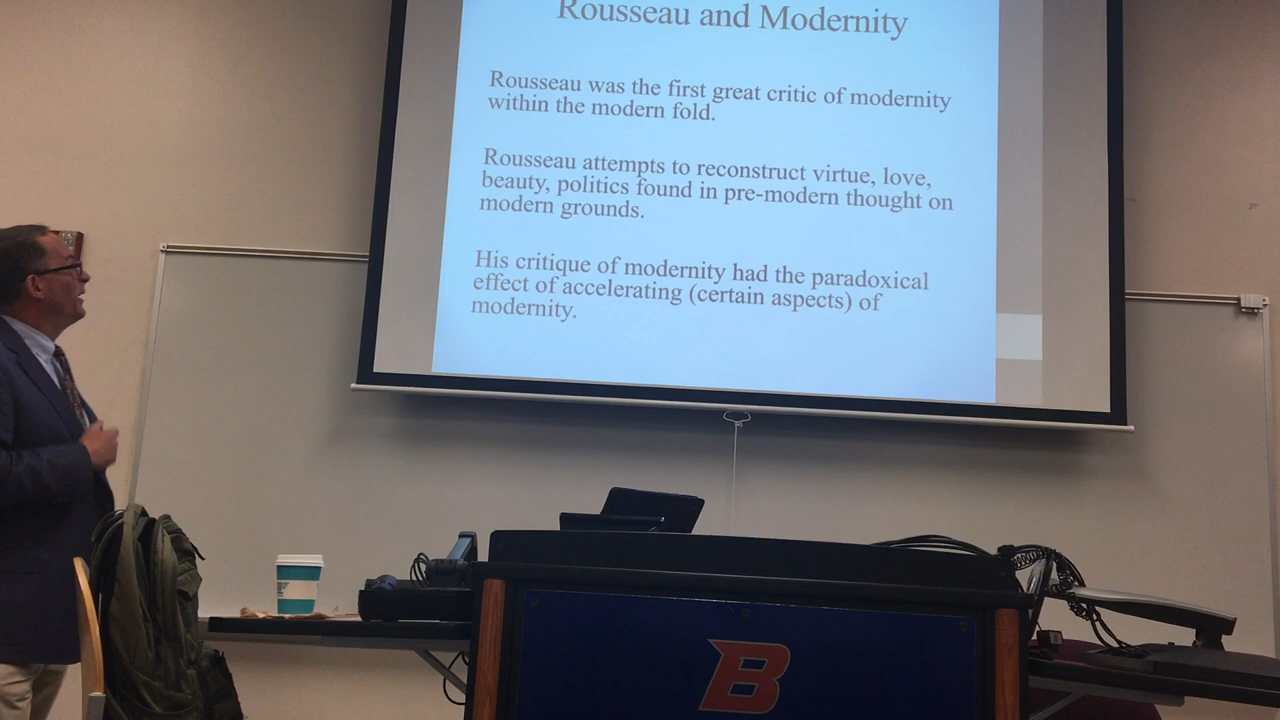 Rousseau and Modernity
Rousseau was the first great critic of modernity
within the modern fold.
Rousseau attempts to reconstruct virtue, love,
beauty, politics found in pre-modern thought on
modern grounds.
His critique of modernity had the paradoxical
effect of accelerating (certain aspects) of
modernity.
B